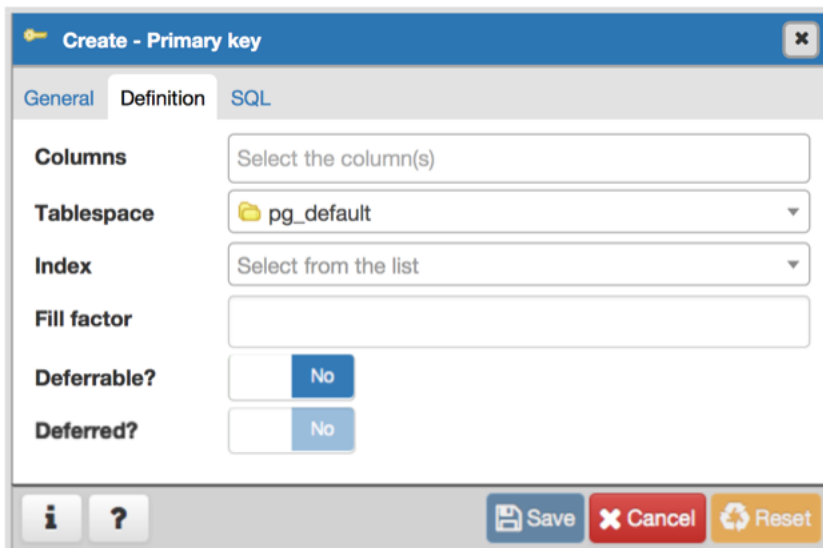 Create - Primary key
General Definition SQL
Columns Select the column(s)
Tablespace pg_default
Index Select from the list
Fill factor
Deferrable? No
Deferred? No
i ? Save Cancel Reset